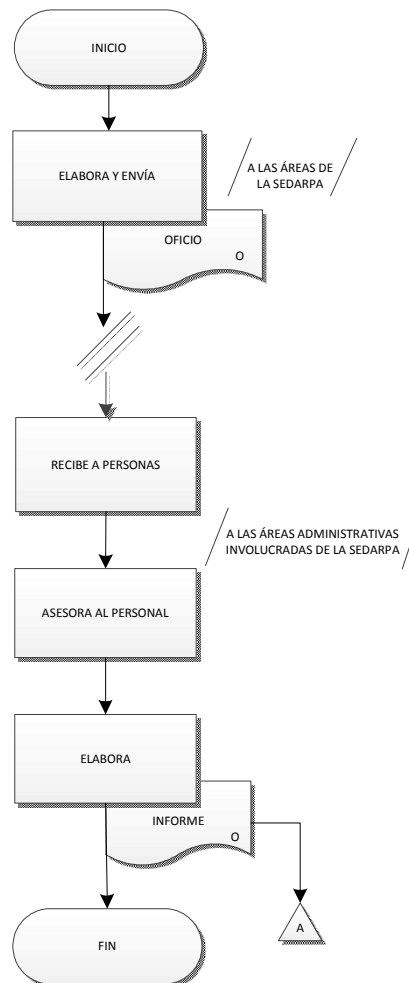 INICIO
ELABORA Y ENVÍA
A LAS ÁREAS DE
LA SEDARPA
OFICIO
O
RECIBE A PERSONAS
A LAS ÁREAS ADMINISTRATIVAS
INVOLUCRADAS DE LA SEDARPA
ASESORA AL PERSONAL
ELABORA
INFORME
O
A
FIN